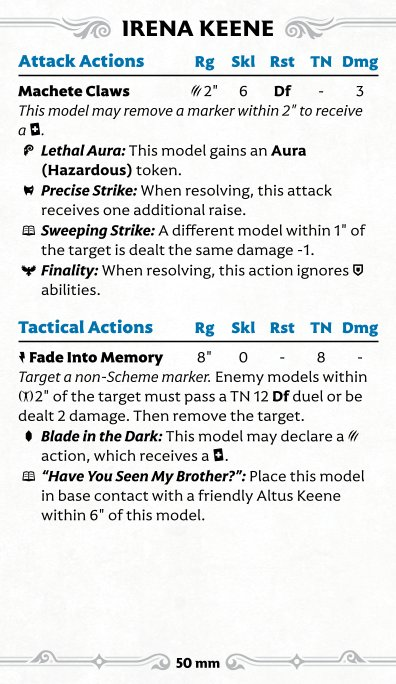 IRENA KEENE
Attack Actions Rg Skl Rst TN Dmg
Machete Claws 2" 6 Df - 3
This model may remove a marker within 2" to receive
a .
Lethal Aura: This model gains an Aura
(Hazardous) token.
Precise Strike: When resolving, this attack
receives one additional raise.
Sweeping Strike: A different model within 1" of
the target is dealt the same damage -1.
Finality: When resolving, this action ignores
abilities.
Tactical Actions Rg Skl Rst TN Dmg
Fade Into Memory 8" 0 - 8 -
Target a non-Scheme marker. Enemy models within
2" of the target must pass a TN 12 Df duel or be
dealt 2 damage. Then remove the target.
Blade in the Dark: This model may declare a
action, which receives a .
“Have You Seen My Brother?”: Place this model
in base contact with a friendly Altus Keene
within 6" of this model.
50 mm